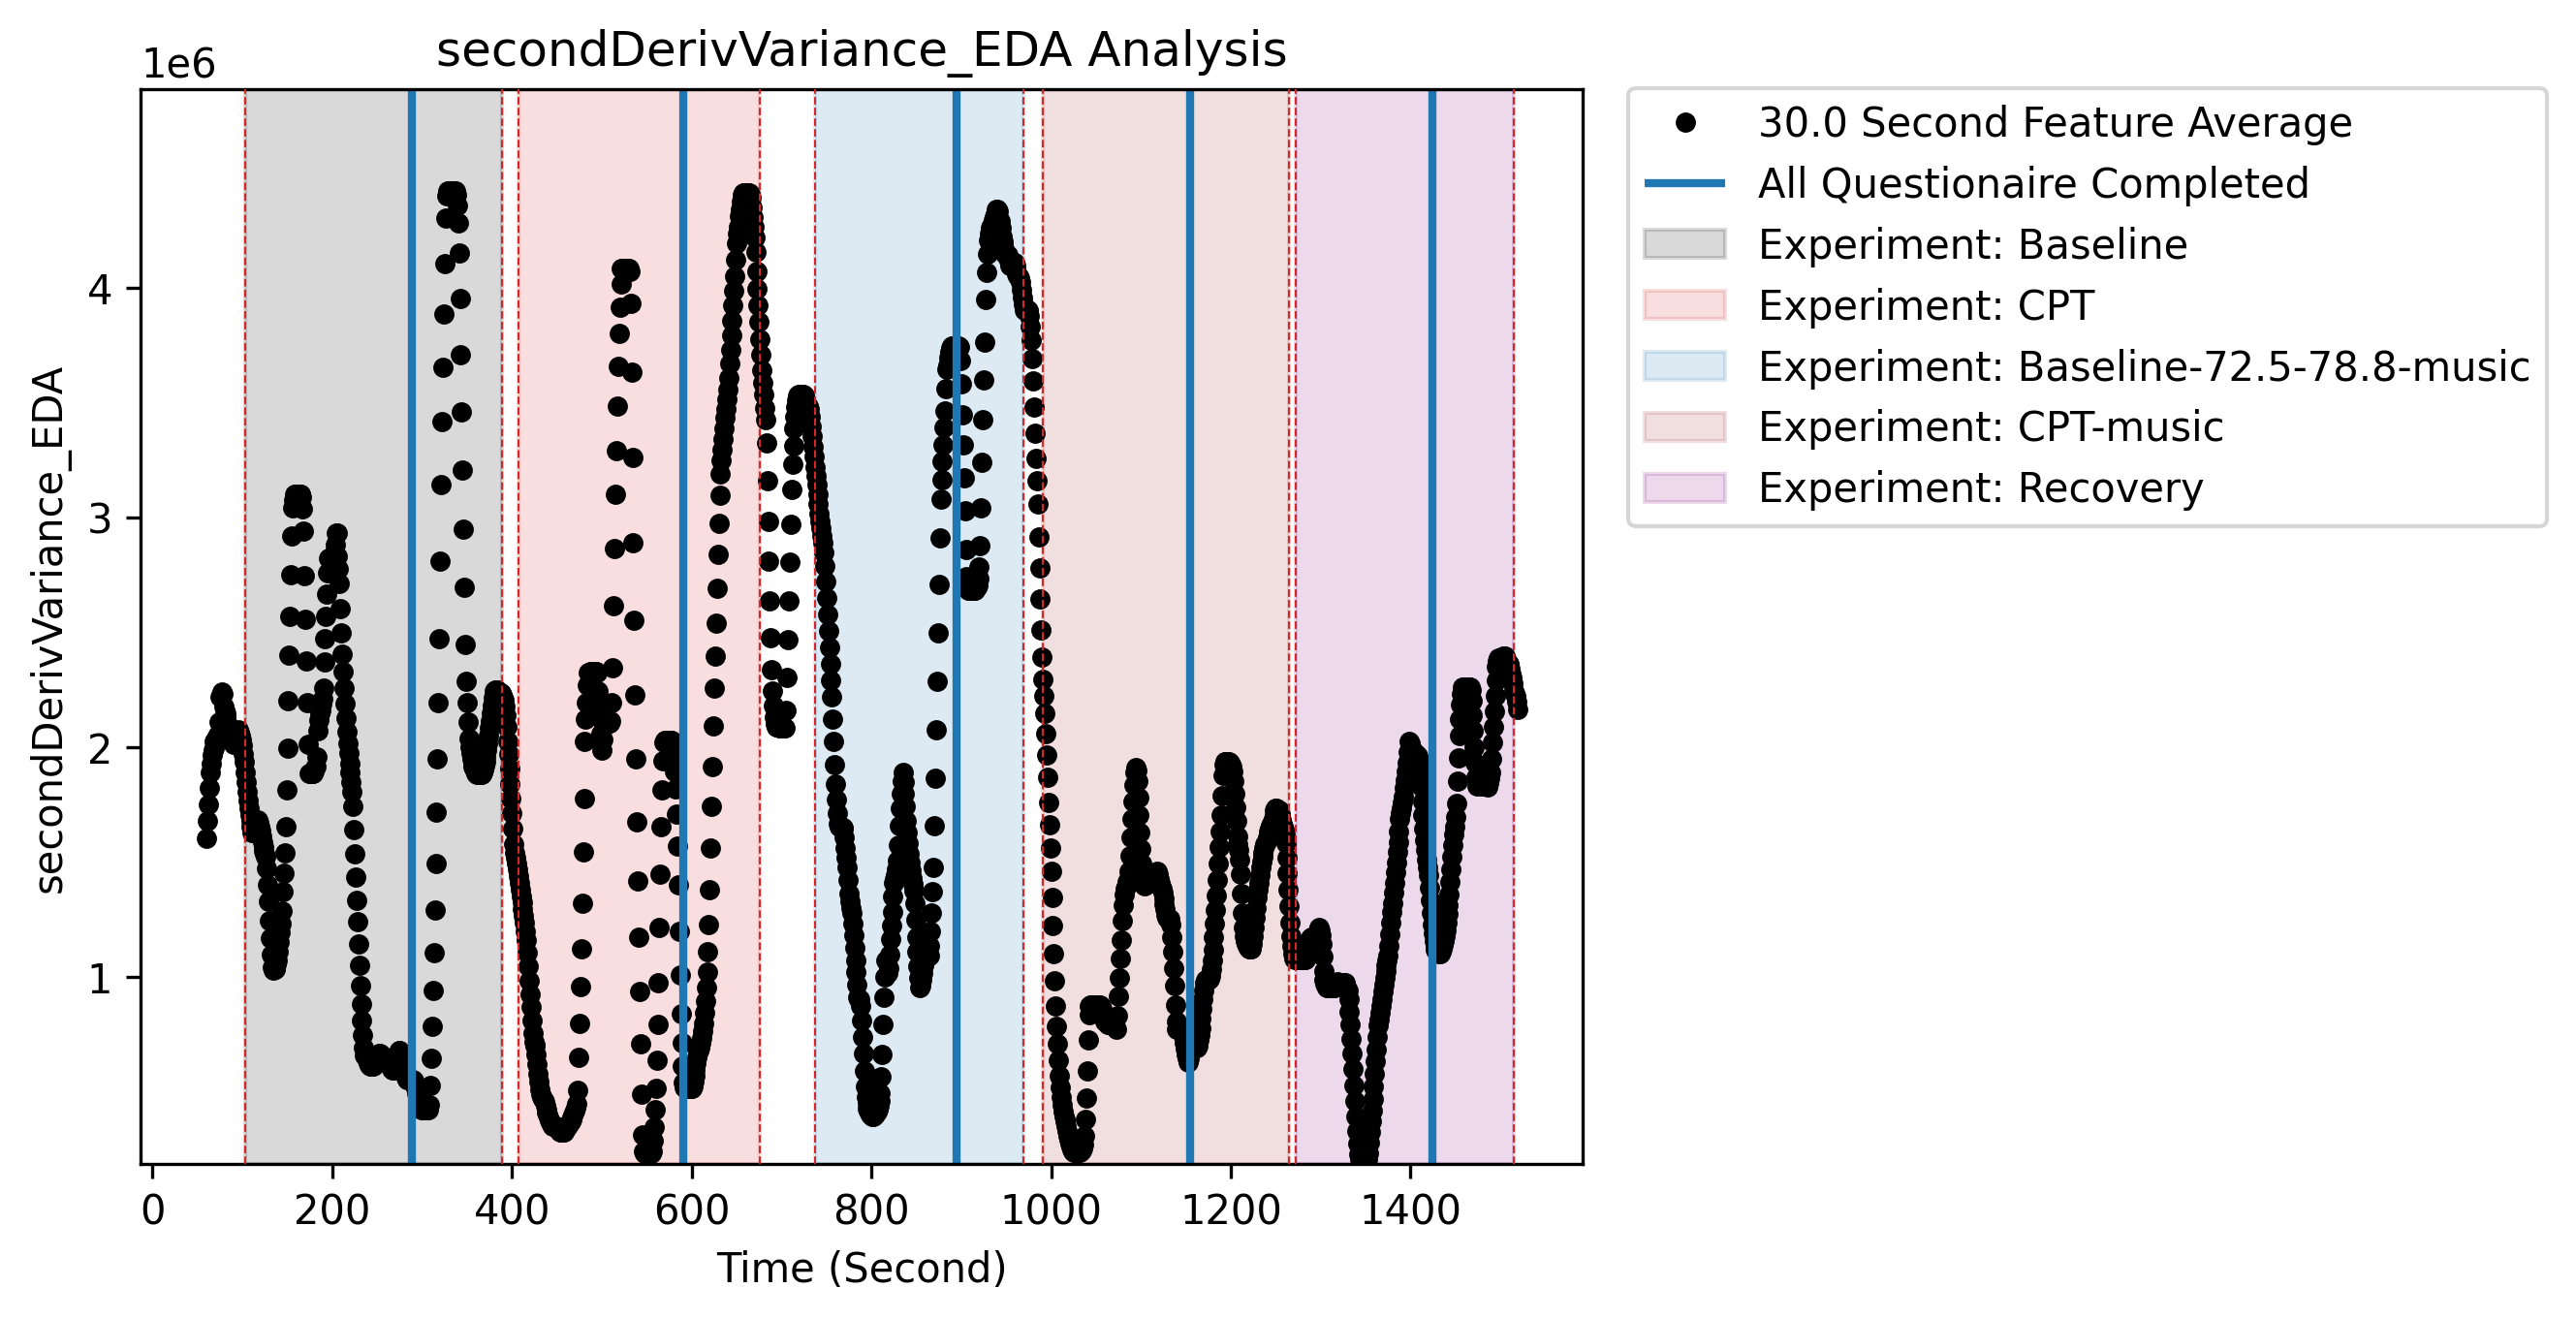 secondDerivVariance_EDA Analysis
1e6
secondDerivVariance_EDA
4
3
2
1
0 200 400 600 800 1000 1200 1400
Time (Second)
30.0 Second Feature Average
All Questionaire Completed
Experiment: Baseline
Experiment: CPT
Experiment: Baseline-72.5-78.8-music
Experiment: CPT-music
Experiment: Recovery